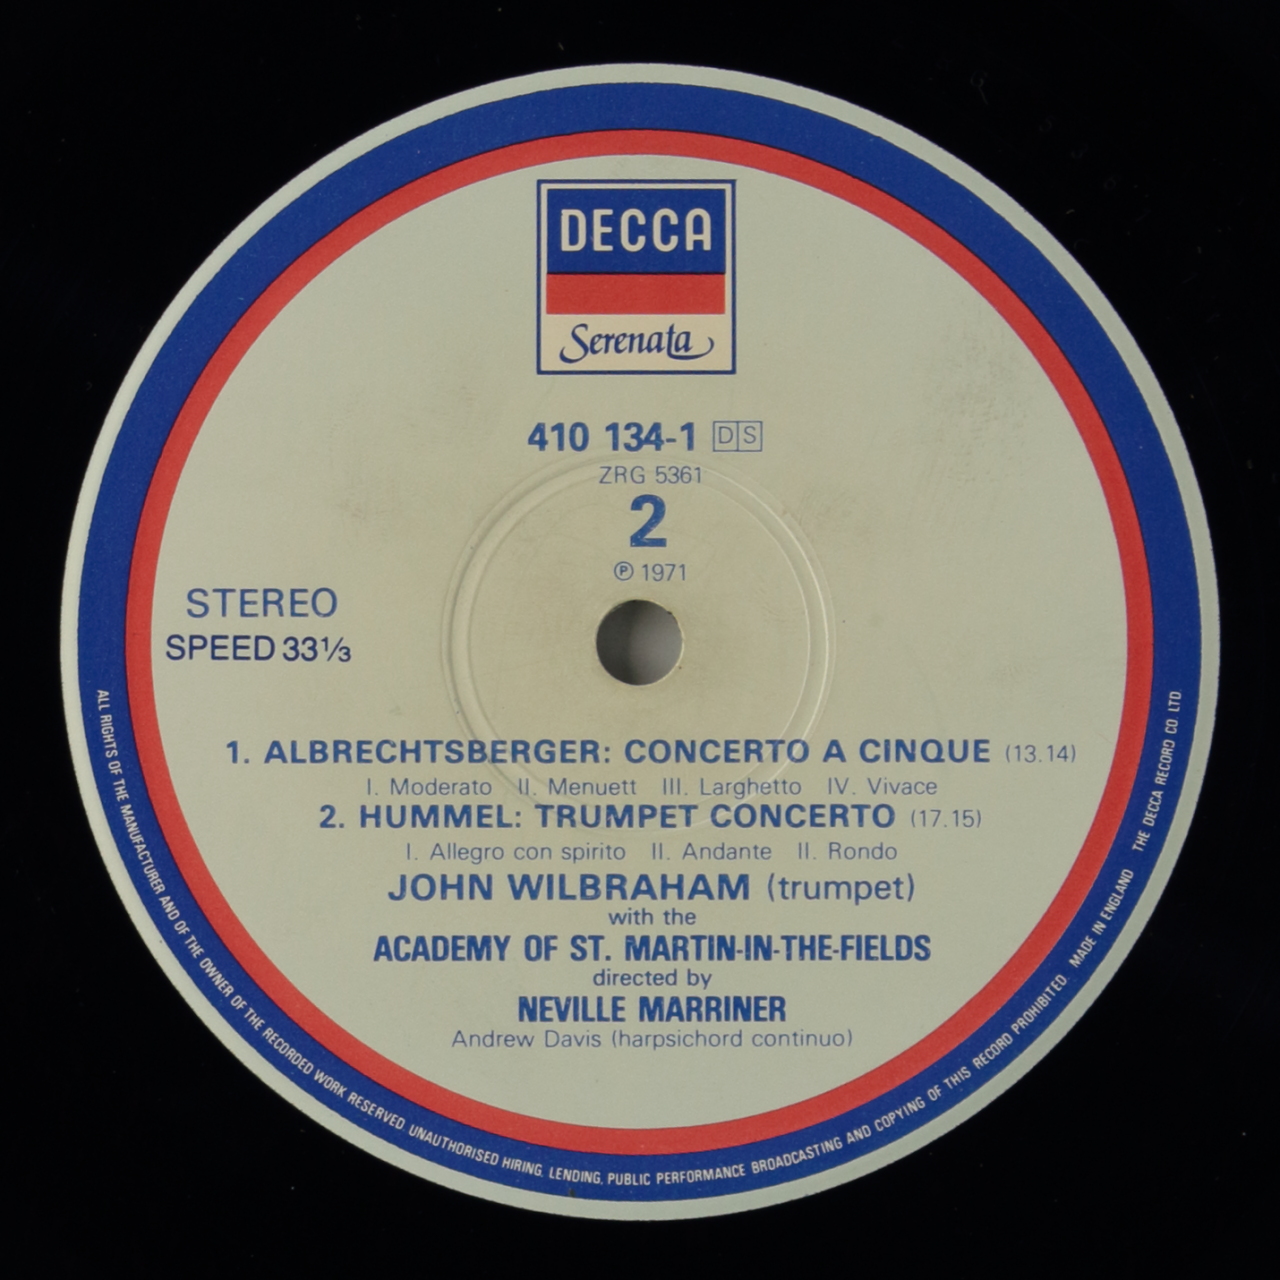 DECCA
Serenata
410 134-1 DS
ZRG 5361
2
℗ 1971
STEREO
SPEED 33⅓
1. ALBRECHTSBERGER: CONCERTO A CINQUE (13.14)
I. Moderato II. Menuett III. Larghetto IV. Vivace
2. HUMMEL: TRUMPET CONCERTO (17.15)
I. Allegro con spirito II. Andante II. Rondo
JOHN WILBRAHAM (trumpet)
with the
ACADEMY OF ST. MARTIN-IN-THE-FIELDS
directed by
NEVILLE MARRINER
Andrew Davis (harpsichord continuo)
ALL RIGHTS OF THE MANUFACTURER AND OF THE OWNER OF THE RECORDED WORK RESERVED. UNAUTHORISED HIRING, LENDING, PUBLIC PERFORMANCE BROADCASTING AND COPYING OF THIS RECORD PROHIBITED. MADE IN ENGLAND THE DECCA RECORD CO. LTD.